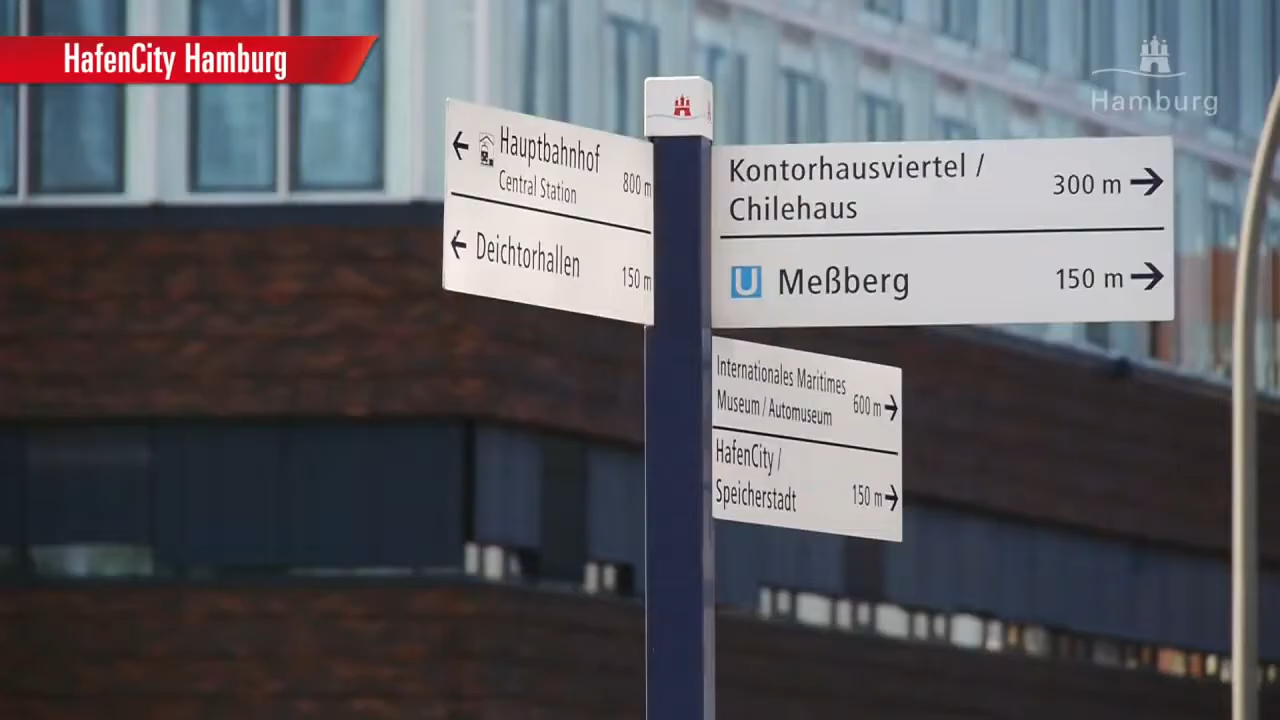 HafenCity Hamburg
Hamburg
← Hauptbahnhof
Central Station 800 m
← Deichtorhallen 150 m
Kontorhausviertel /
Chilehaus 300 m →
U Meßberg 150 m →
Internationales Maritimes
Museum / Automuseum 600 m →
HafenCity /
Speicherstadt 150 m →